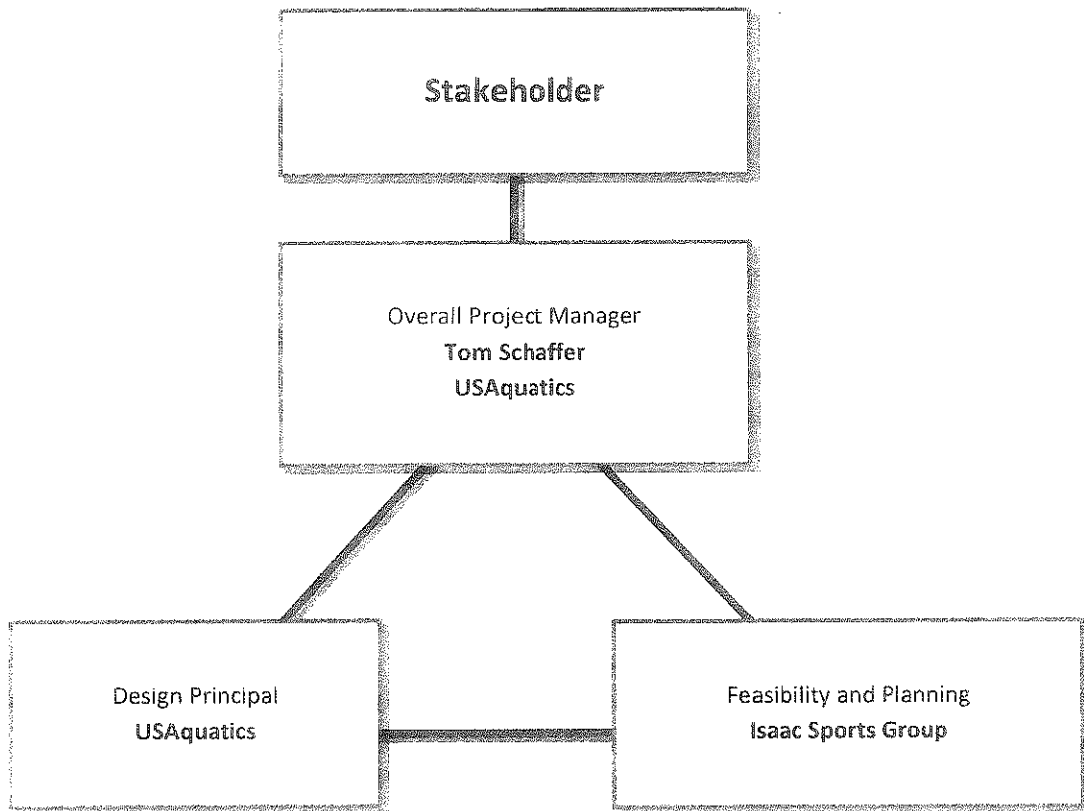 Stakeholder
Overall Project Manager
Tom Schaffer
USAquatics
Design Principal
USAquatics
Feasibility and Planning
Isaac Sports Group